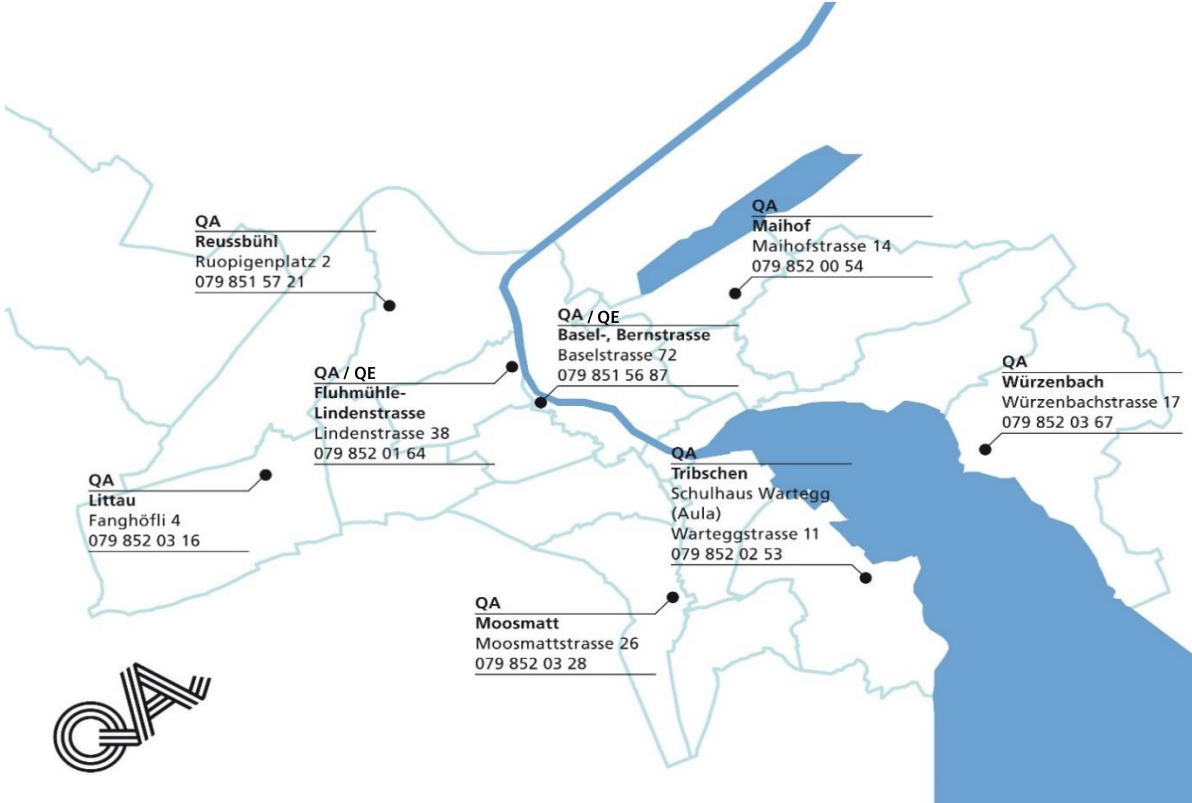 QA
Reussbühl
Ruopigenplatz 2
079 851 57 21
QA
Maihof
Maihofstrasse 14
079 852 00 54
QA / QE
Basel-, Bernstrasse
Baselstrasse 72
079 851 56 87
QA / QE
Fluhmühle-
Lindenstrasse
Lindenstrasse 38
079 852 01 64
QA
Würzenbach
Würzenbachstrasse 17
079 852 03 67
QA
Littau
Fanghöfli 4
079 852 03 16
QA
Tribschen
Schulhaus Wartegg
(Aula)
Warteggstrasse 11
079 852 02 53
QA
Moosmatt
Moosmattstrasse 26
079 852 03 28
QA